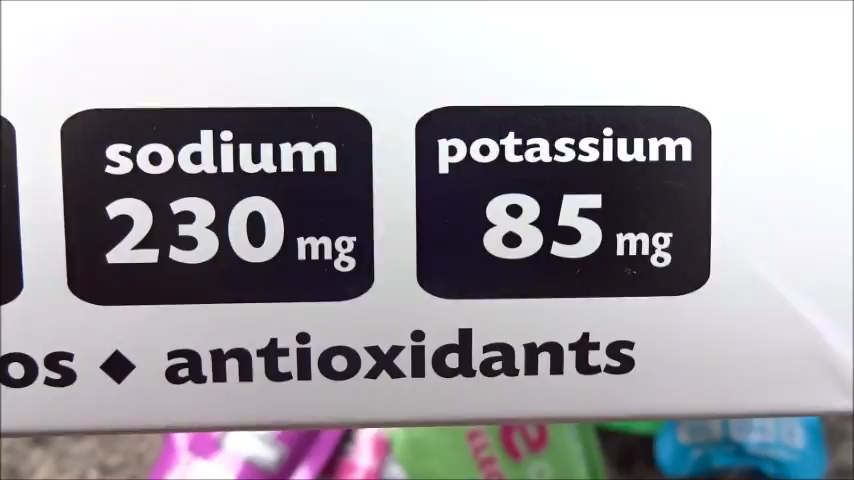 sodium
230 mg
potassium
85 mg
os ◆ antioxidants